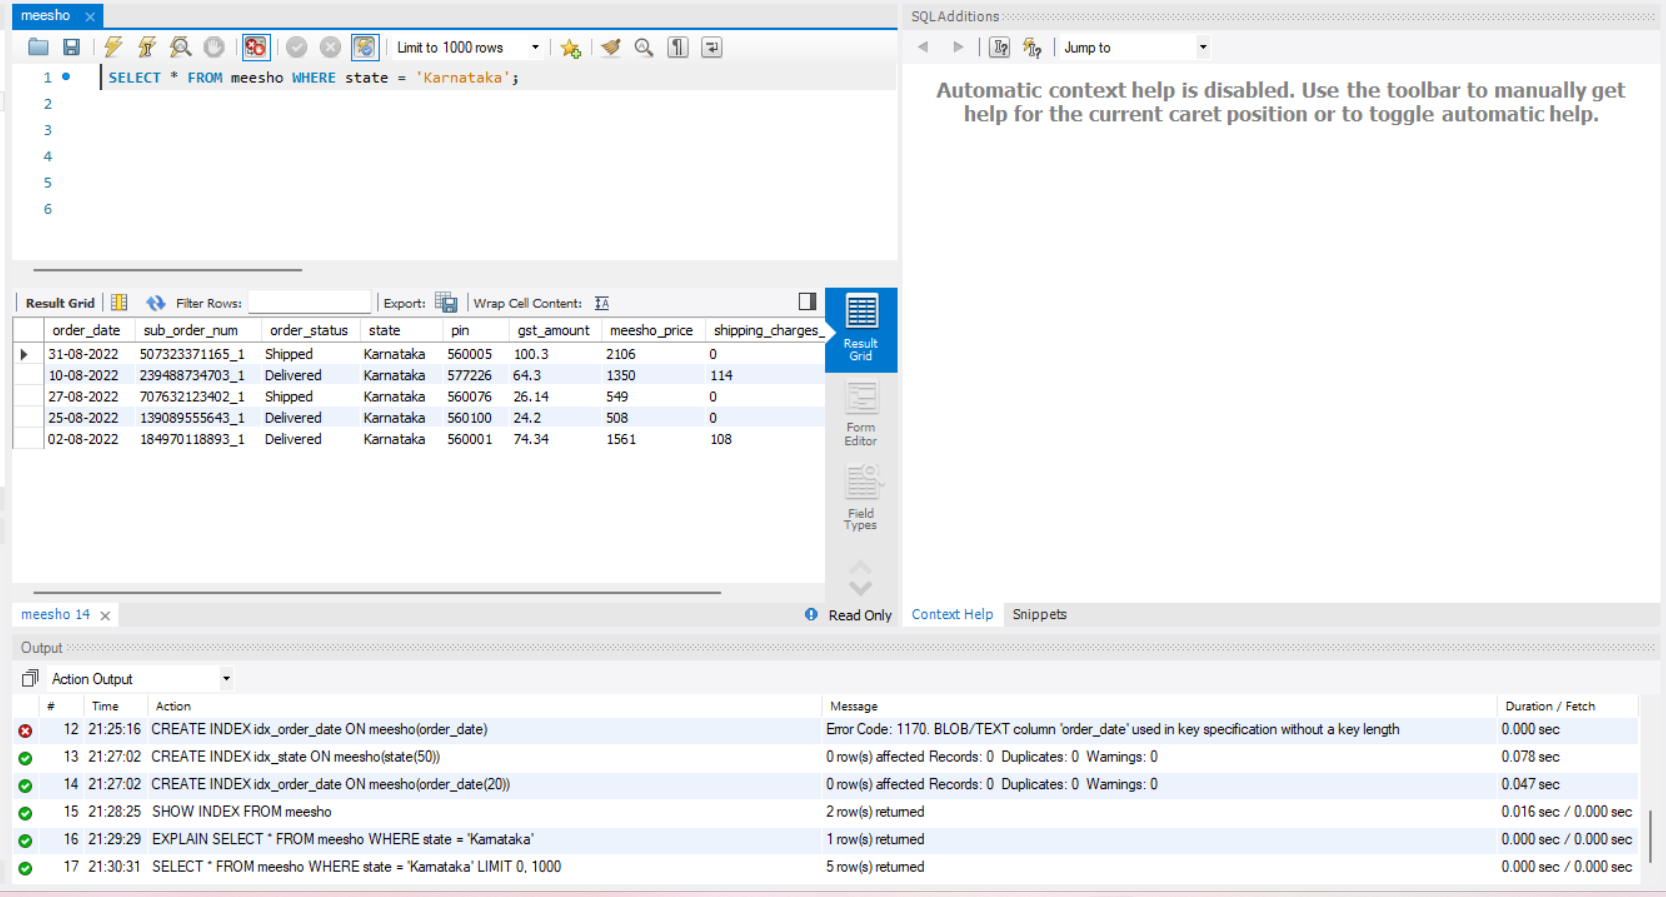 meesho
Limit to 1000 rows
1 SELECT * FROM meesho WHERE state = 'Karnataka';
2
3
4
5
6
Result Grid Filter Rows: Export: Wrap Cell Content:
order_date sub_order_num order_status state pin gst_amount meesho_price shipping_charges_
31-08-2022 507323371165_1 Shipped Karnataka 560005 100.3 2106 0
10-08-2022 239488734703_1 Delivered Karnataka 577226 64.3 1350 114
27-08-2022 707632123402_1 Shipped Karnataka 560076 26.14 549 0
25-08-2022 139089555643_1 Delivered Karnataka 560100 24.2 508 0
02-08-2022 184970118893_1 Delivered Karnataka 560001 74.34 1561 108
Result
Grid
Form
Editor
Field
Types
meesho 14
Read Only
SQLAdditions
Jump to
Automatic context help is disabled. Use the toolbar to manually get
help for the current caret position or to toggle automatic help.
Context Help Snippets
Output
Action Output
# Time Action Message Duration / Fetch
12 21:25:16 CREATE INDEX idx_order_date ON meesho(order_date) Error Code: 1170. BLOB/TEXT column 'order_date' used in key specification without a key length 0.000 sec
13 21:27:02 CREATE INDEX idx_state ON meesho(state(50)) 0 row(s) affected Records: 0 Duplicates: 0 Warnings: 0 0.078 sec
14 21:27:02 CREATE INDEX idx_order_date ON meesho(order_date(20)) 0 row(s) affected Records: 0 Duplicates: 0 Warnings: 0 0.047 sec
15 21:28:25 SHOW INDEX FROM meesho 2 row(s) returned 0.016 sec / 0.000 sec
16 21:29:29 EXPLAIN SELECT * FROM meesho WHERE state = 'Karnataka' 1 row(s) returned 0.000 sec / 0.000 sec
17 21:30:31 SELECT * FROM meesho WHERE state = 'Karnataka' LIMIT 0, 1000 5 row(s) returned 0.000 sec / 0.000 sec